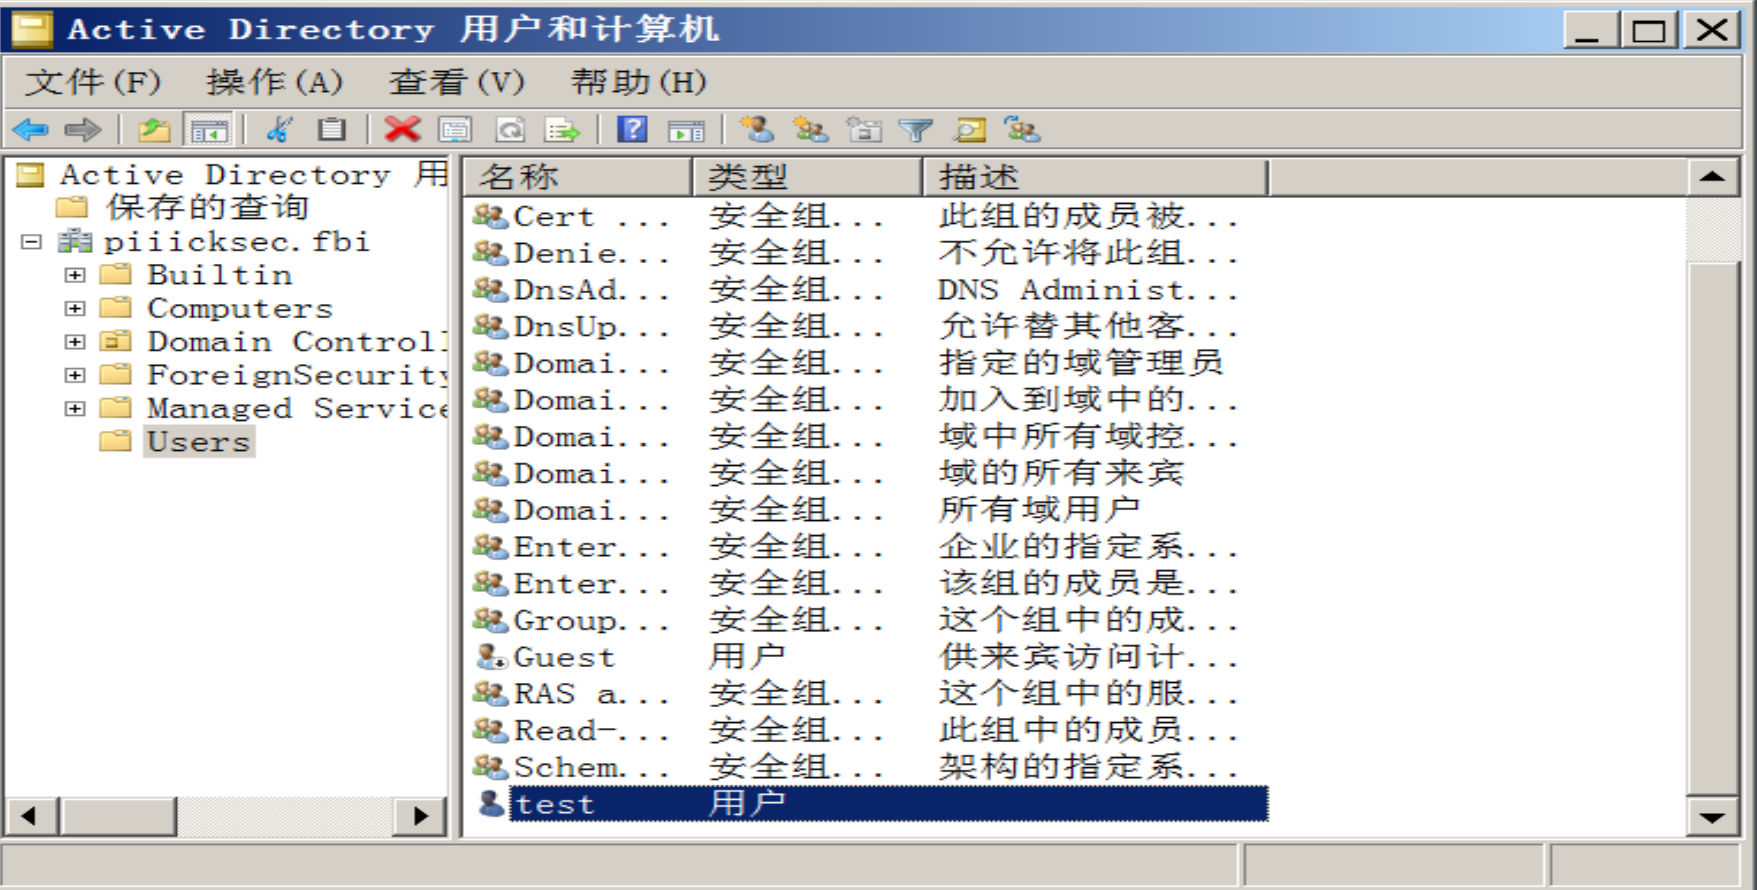 Active Directory 用户和计算机
文件(F) 操作(A) 查看(V) 帮助(H)
Active Directory 用
保存的查询
piiicksec.fbi
Builtin
Computers
Domain Control
ForeignSecurity
Managed Service
Users
名称 类型 描述
Cert ... 安全组... 此组的成员被...
Denie... 安全组... 不允许将此组...
DnsAd... 安全组... DNS Administ...
DnsUp... 安全组... 允许替其他客...
Domai... 安全组... 指定的域管理员
Domai... 安全组... 加入到域中的...
Domai... 安全组... 域中所有域控...
Domai... 安全组... 域的所有来宾
Domai... 安全组... 所有域用户
Enter... 安全组... 企业的指定系...
Enter... 安全组... 该组的成员是...
Group... 安全组... 这个组中的成...
Guest 用户 供来宾访问计...
RAS a... 安全组... 这个组中的服...
Read-... 安全组... 此组中的成员...
Schem... 安全组... 架构的指定系...
test 用户